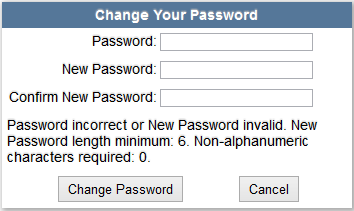 Change Your Password
Password:
New Password:
Confirm New Password:
Password incorrect or New Password invalid. New
Password length minimum: 6. Non-alphanumeric
characters required: 0.
Change Password
Cancel